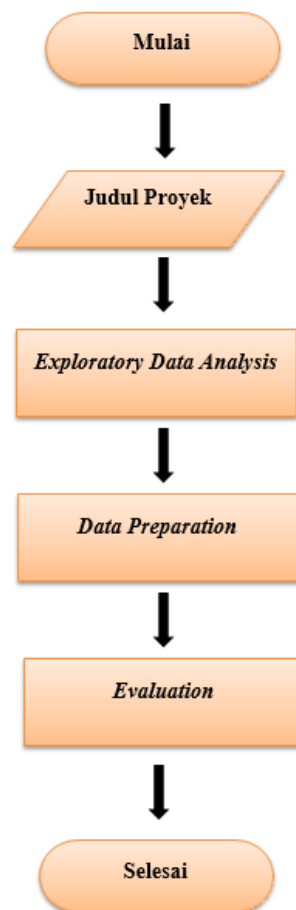 Mulai
Judul Proyek
Exploratory Data Analysis
Data Preparation
Evaluation
Selesai